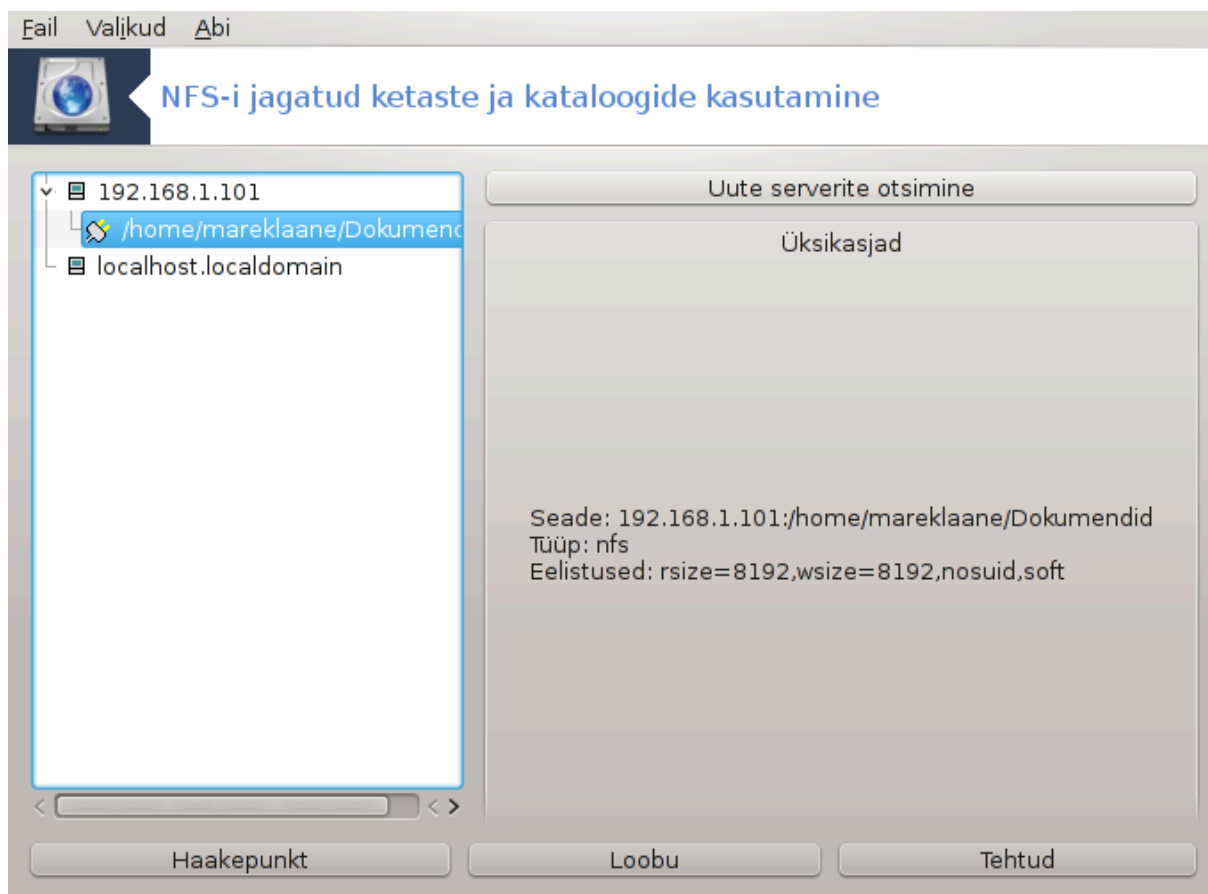 Fail Valikud Abi
NFS-i jagatud ketaste ja kataloogide kasutamine
192.168.1.101
/home/mareklaane/Dokumend
localhost.localdomain
Uute serverite otsimine
Üksikasjad
Seade: 192.168.1.101:/home/mareklaane/Dokumendid
Tüüp: nfs
Eelistused: rsize=8192,wsize=8192,nosuid,soft
Haakepunkt
Loobu
Tehtud